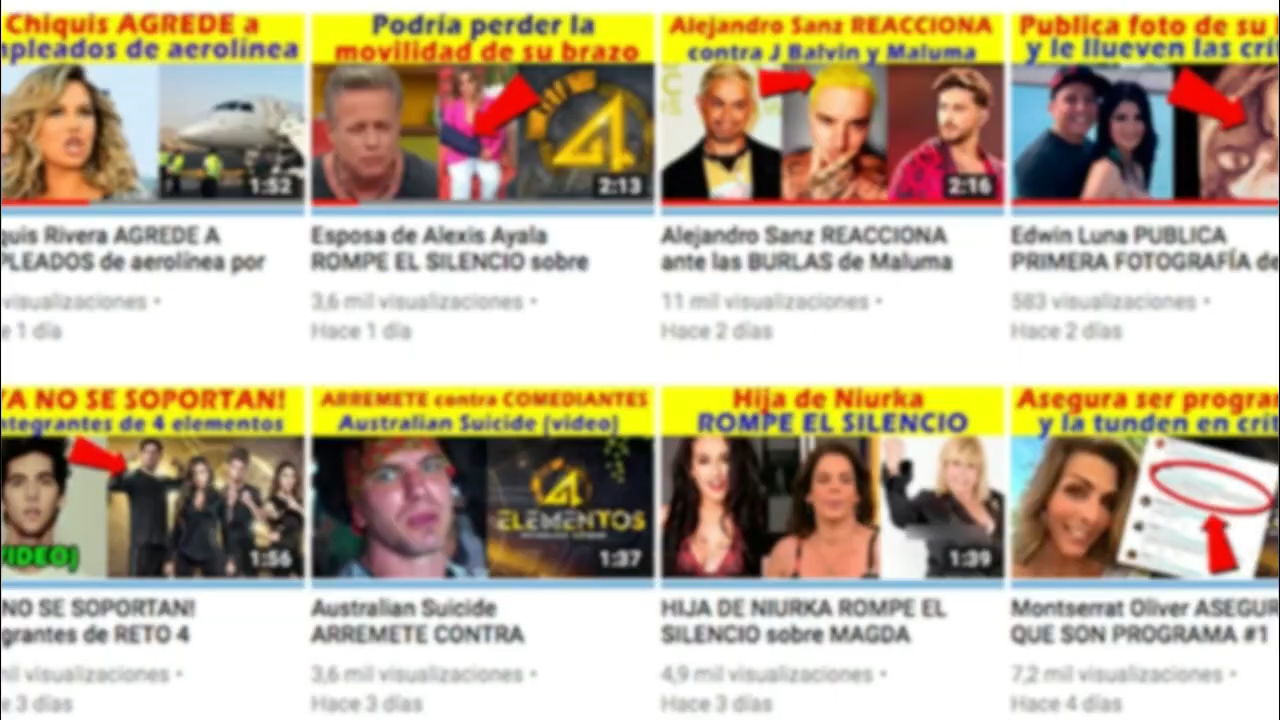 Chiquis AGREDE a
mpleados de aerolínea
1:52
quis Rivera AGREDE A
PLEADOS de aerolínea por
visualizaciones •
e 1 día
Podría perder la
movilidad de su brazo
4
2:13
Esposa de Alexis Ayala
ROMPE EL SILENCIO sobre
3,6 mil visualizaciones •
Hace 1 día
Alejandro Sanz REACCIONA
contra J Balvin y Maluma
2:16
Alejandro Sanz REACCIONA
ante las BURLAS de Maluma
11 mil visualizaciones •
Hace 2 días
Publica foto de su
y le llueven las crít
Edwin Luna PUBLICA
PRIMERA FOTOGRAFÍA de
583 visualizaciones •
Hace 2 días
YA NO SE SOPORTAN!
ntegrantes de 4 elementos
VIDEO)
1:56
NO SE SOPORTAN!
grantes de RETO 4
mil visualizaciones •
e 3 días
ARREMETE contra COMEDIANTES
Australian Suicide (video)
4
ELEMENTOS
1:37
Australian Suicide
ARREMETE CONTRA
3,6 mil visualizaciones •
Hace 3 días
Hija de Niurka
ROMPE EL SILENCIO
1:39
HIJA DE NIURKA ROMPE EL
SILENCIO sobre MAGDA
4,9 mil visualizaciones •
Hace 3 días
Asegura ser program
y la tunden en crít
Montserrat Oliver ASEGUR
QUE SON PROGRAMA #1
7,2 mil visualizaciones •
Hace 4 días